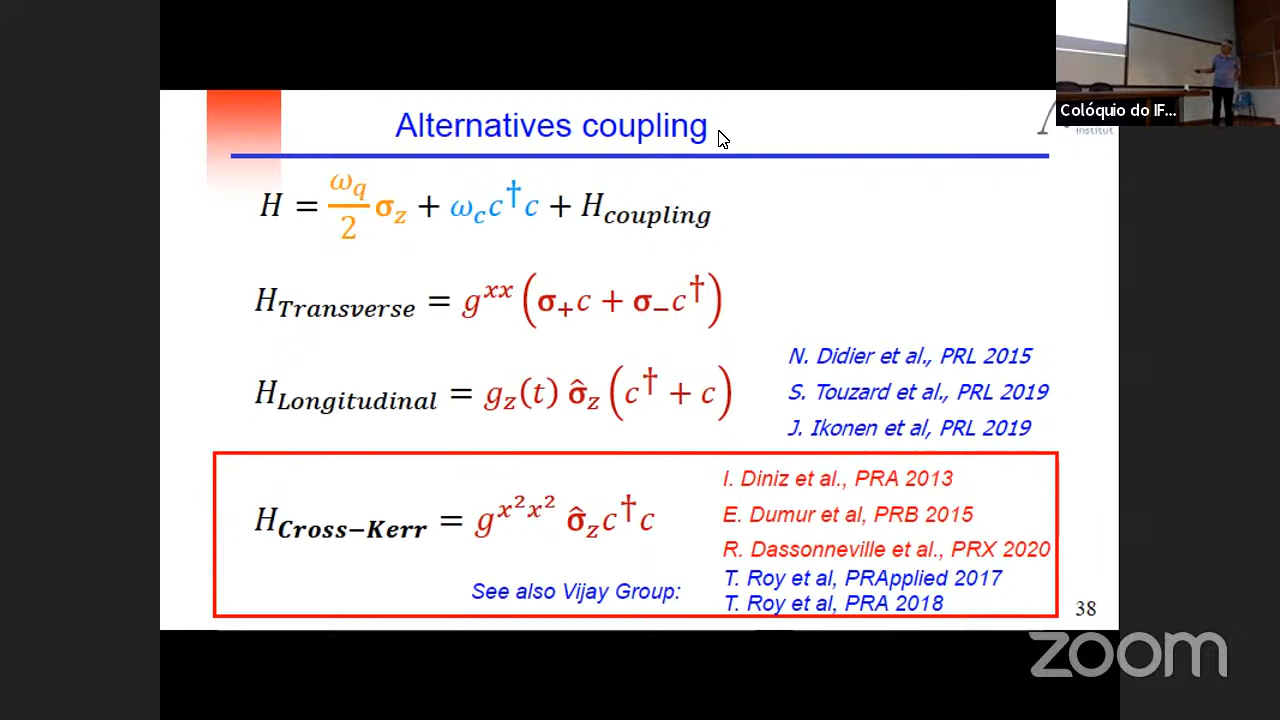 Colóquio do IF...
Alternatives coupling
Institut
H = ω_q/2 σ_z + ω_c c†c + H_coupling
H_Transverse = g^xx (σ_+ c + σ_− c†)
H_Longitudinal = g_z(t) σ̂_z (c† + c)
N. Didier et al., PRL 2015
S. Touzard et al., PRL 2019
J. Ikonen et al, PRL 2019
H_Cross−Kerr = g^{x²x²} σ̂_z c†c
I. Diniz et al., PRA 2013
E. Dumur et al, PRB 2015
R. Dassonneville et al., PRX 2020
See also Vijay Group:
T. Roy et al, PRApplied 2017
T. Roy et al, PRA 2018
38
zoom